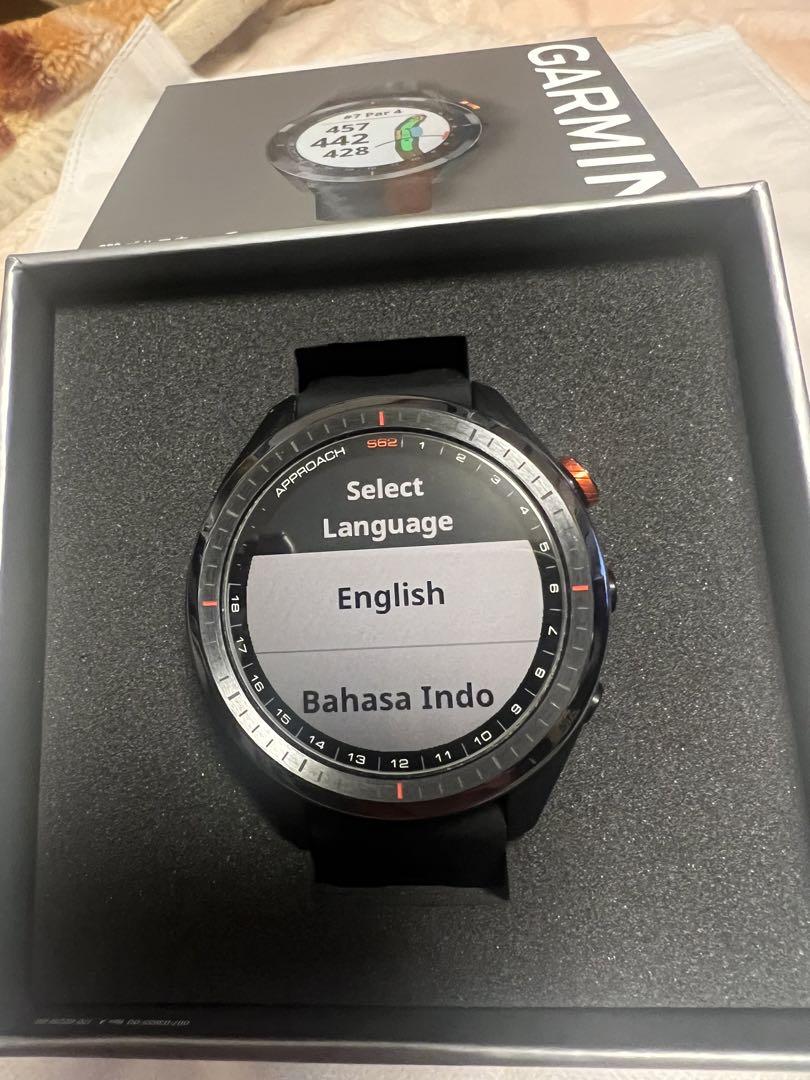 GARMIN
#7 Par 4
457
442
428
APPROACH S62 1 2 3 4 5 6 7 8 9 10 11 12 13 14 15 16 17 18
Select
Language
English
Bahasa Indo